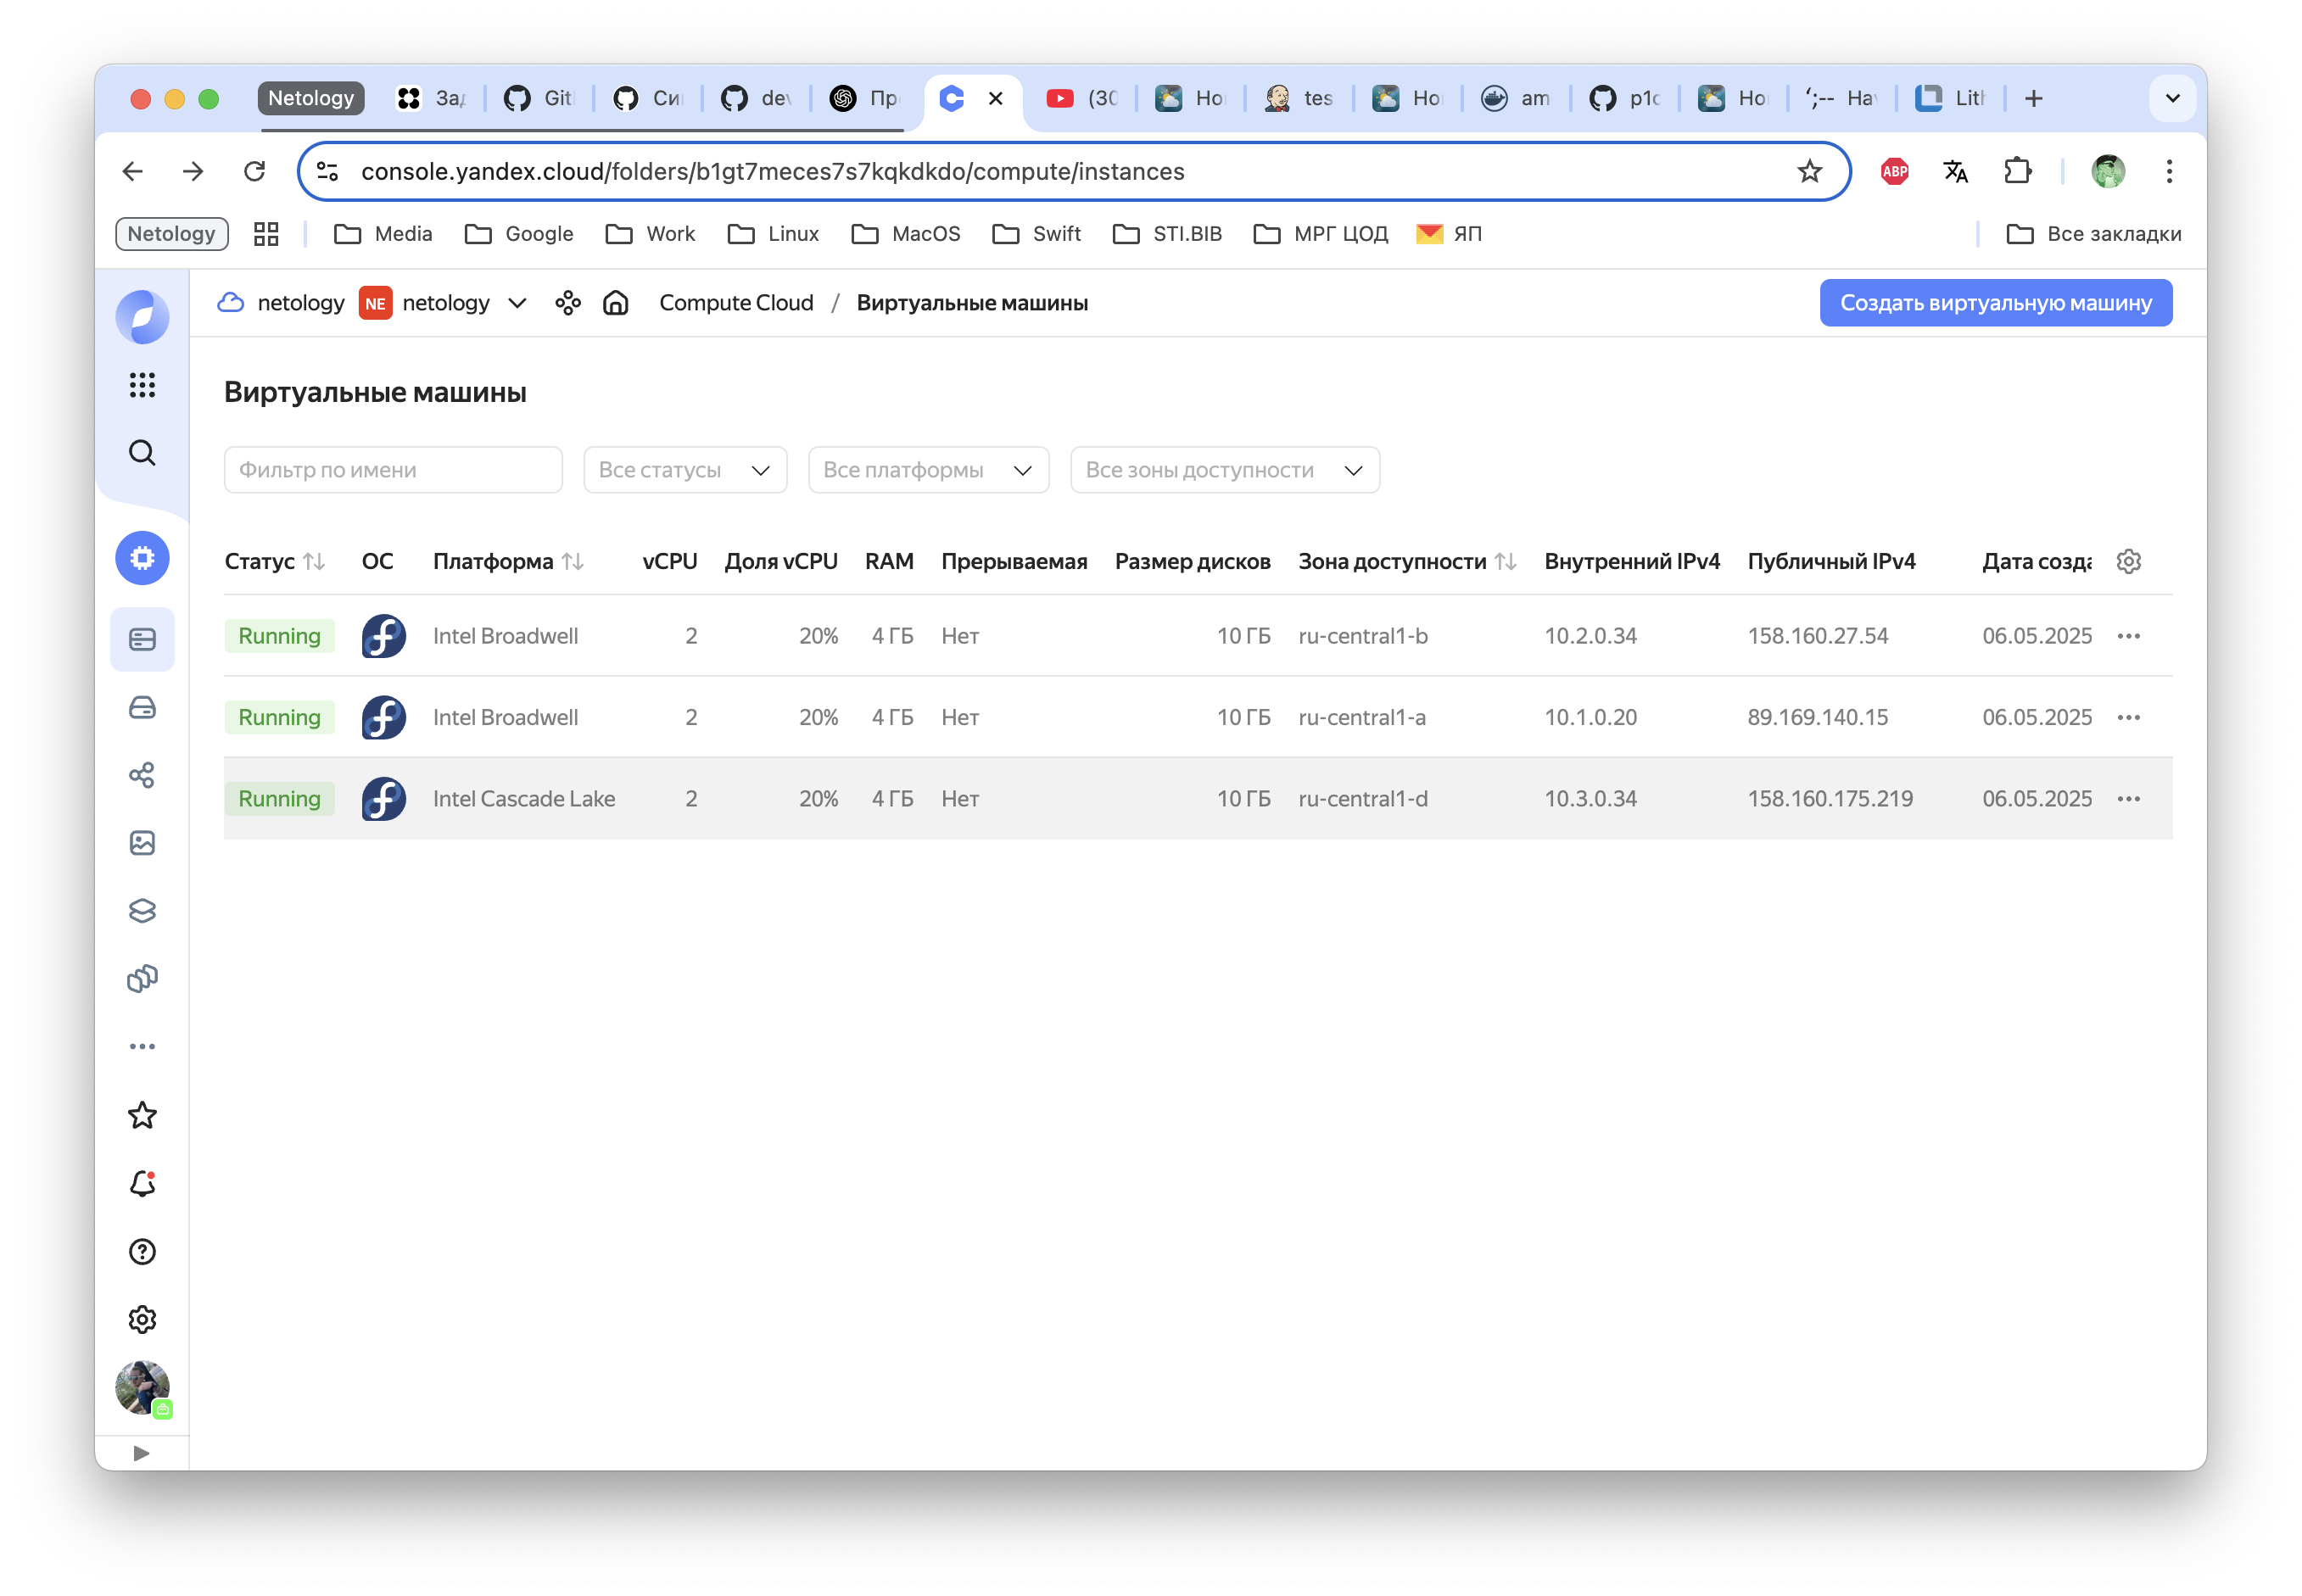 Netology Зад Git Си dev Пр (30 Ho tes Ho am p1c Ho ‘;-- Hav Lith
console.yandex.cloud/folders/b1gt7meces7s7kqkdkdo/compute/instances ABP
Netology Media Google Work Linux MacOS Swift STI.BIB МРГ ЦОД ЯП Все закладки
netology NE netology Compute Cloud / Виртуальные машины Создать виртуальную машину
Виртуальные машины
Фильтр по имени Все статусы Все платформы Все зоны доступности
Статус ОС Платформа vCPU Доля vCPU RAM Прерываемая Размер дисков Зона доступности Внутренний IPv4 Публичный IPv4 Дата созда
Running Intel Broadwell 2 20% 4 ГБ Нет 10 ГБ ru-central1-b 10.2.0.34 158.160.27.54 06.05.2025
Running Intel Broadwell 2 20% 4 ГБ Нет 10 ГБ ru-central1-a 10.1.0.20 89.169.140.15 06.05.2025
Running Intel Cascade Lake 2 20% 4 ГБ Нет 10 ГБ ru-central1-d 10.3.0.34 158.160.175.219 06.05.2025